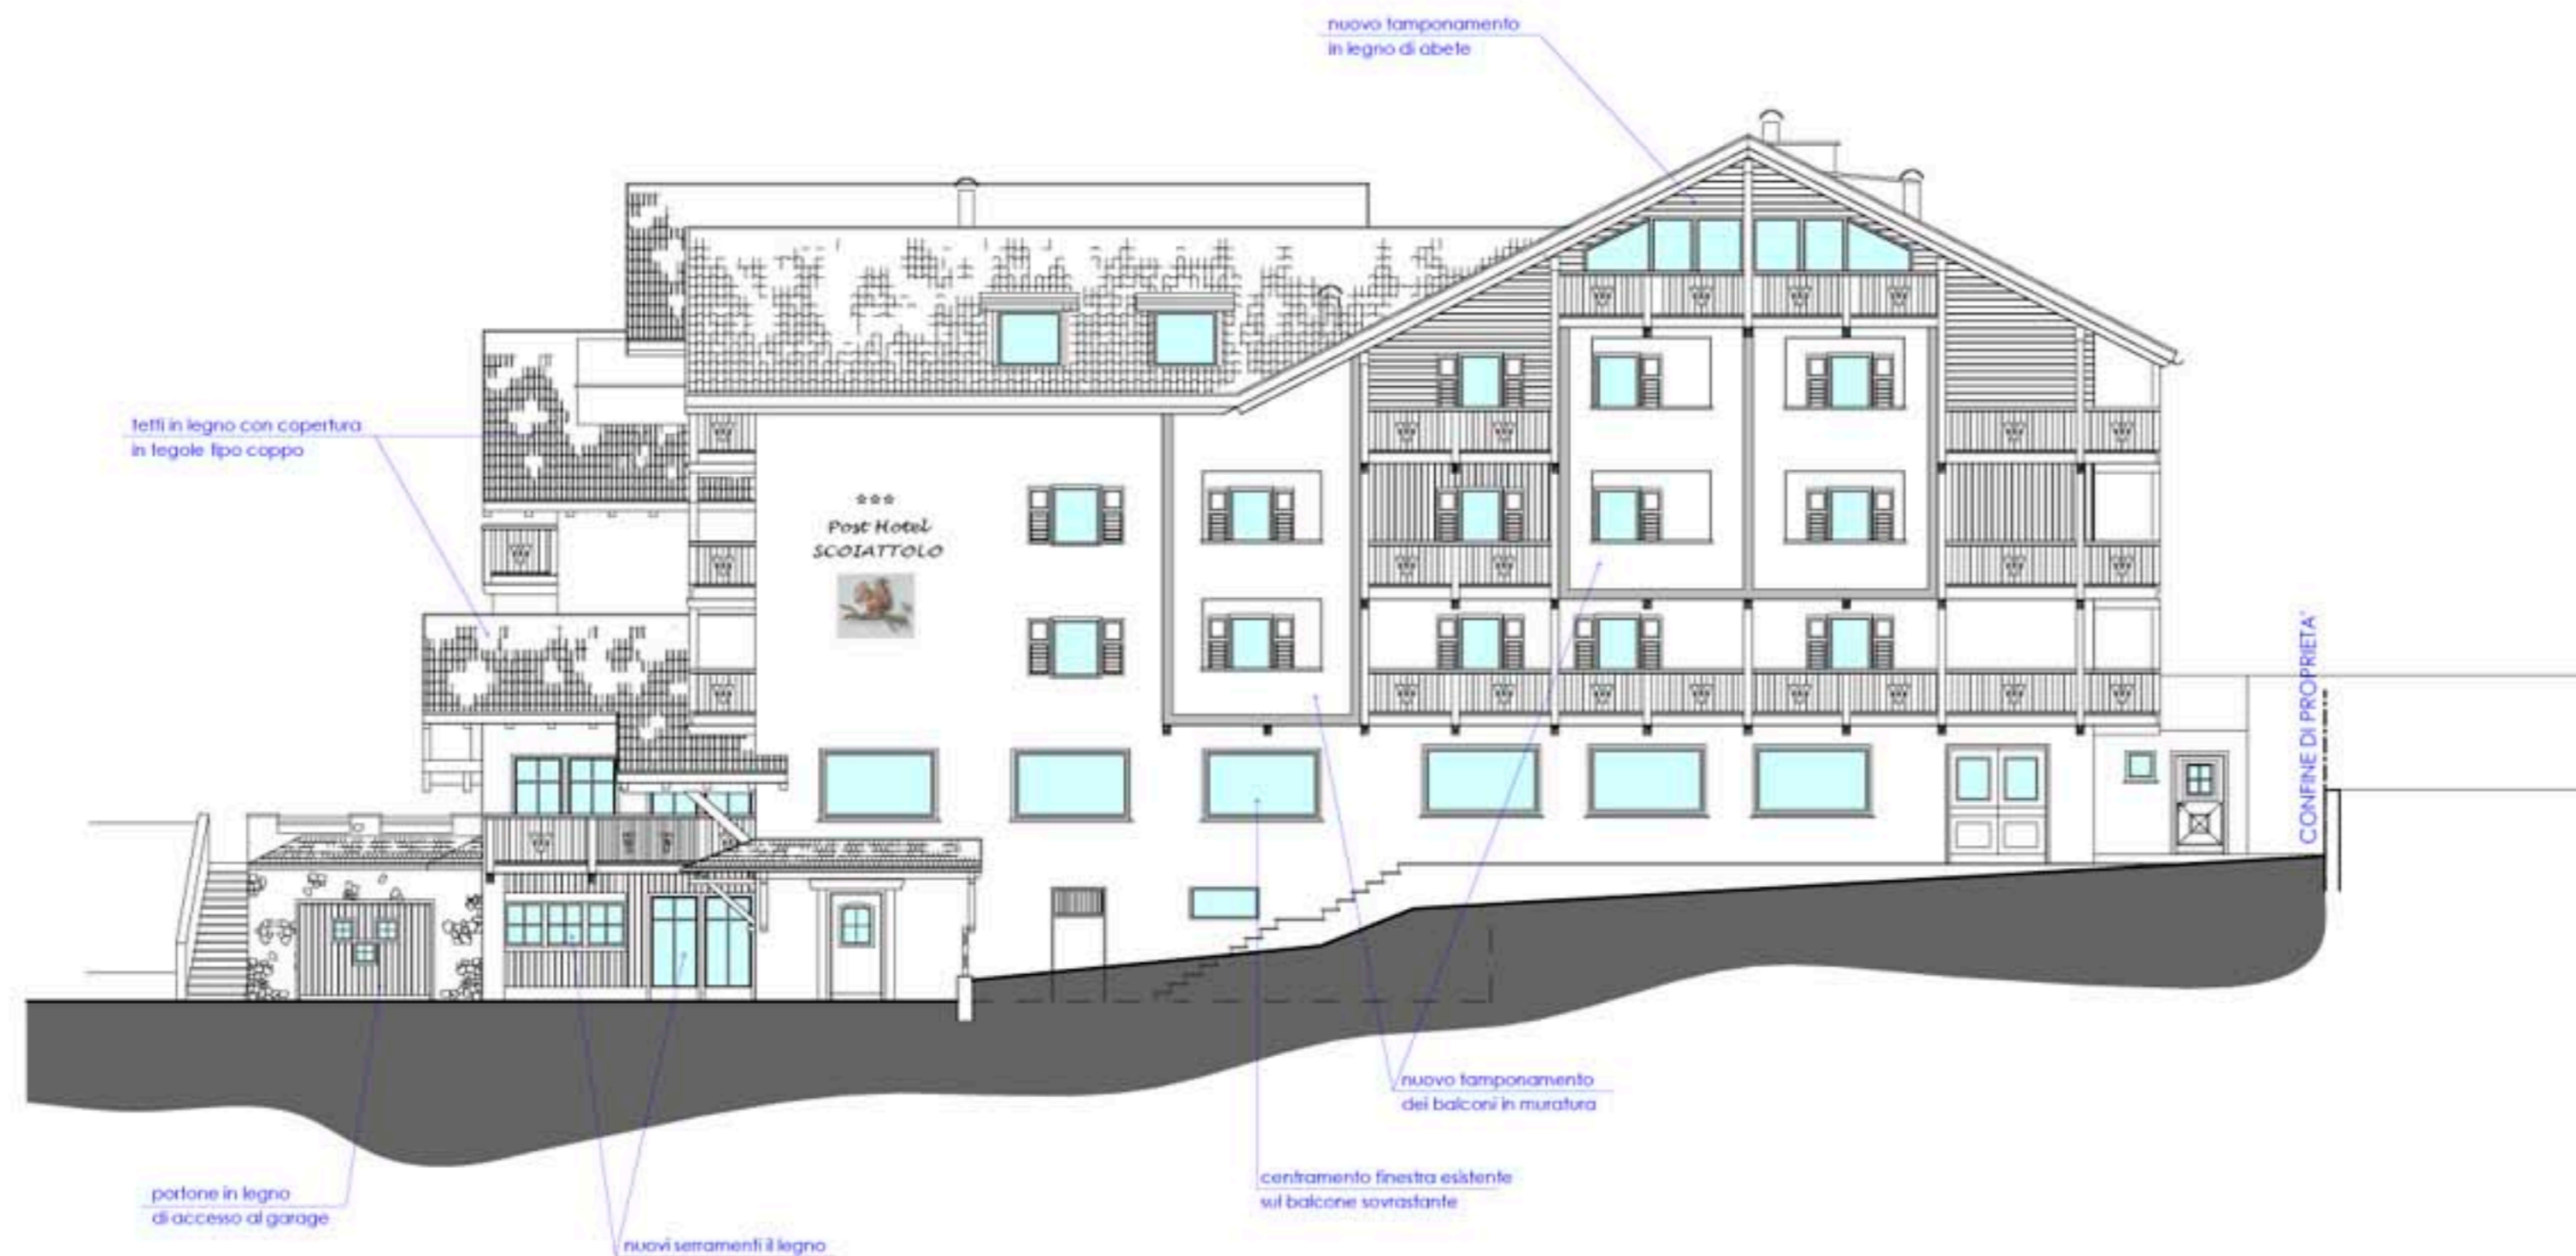 nuovo tamponamento
in legno di abete
tetti in legno con copertura
in tegole tipo coppo
***
Post Hotel
SCOIATTOLO
CONFINE DI PROPRIETA'
nuovo tamponamento
dei balconi in muratura
centramento finestra esistente
sul balcone sovrastante
portone in legno
di accesso al garage
nuovi serramenti il legno